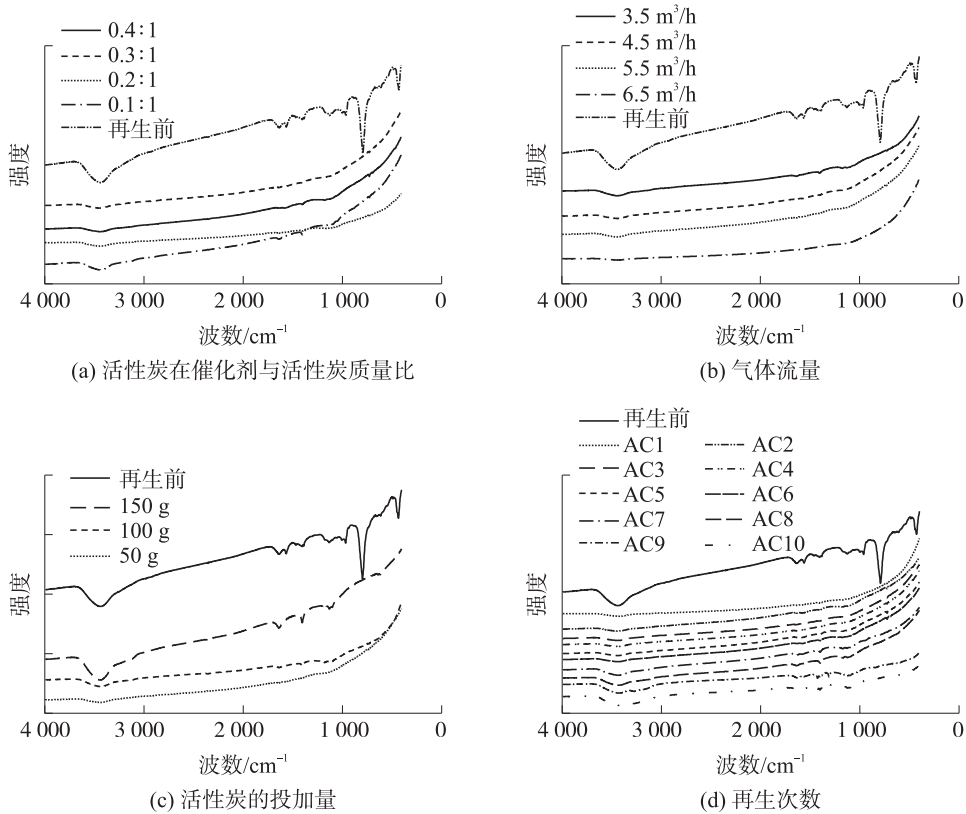 0.4∶1
0.3∶1
0.2∶1
0.1∶1
再生前
强度
4 000 3 000 2 000 1 000 0
波数/cm⁻¹
(a) 活性炭在催化剂与活性炭质量比
3.5 m³/h
4.5 m³/h
5.5 m³/h
6.5 m³/h
再生前
强度
4 000 3 000 2 000 1 000 0
波数/cm⁻¹
(b) 气体流量
再生前
150 g
100 g
50 g
强度
4 000 3 000 2 000 1 000 0
波数/cm⁻¹
(c) 活性炭的投加量
再生前
AC1 AC2
AC3 AC4
AC5 AC6
AC7 AC8
AC9 AC10
强度
4 000 3 000 2 000 1 000 0
波数/cm⁻¹
(d) 再生次数